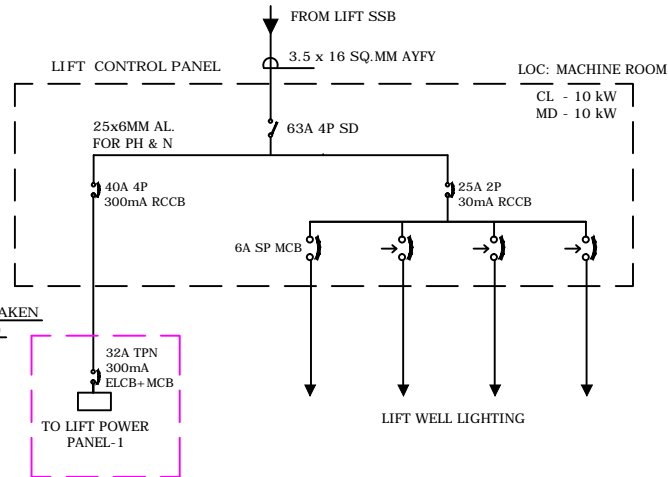 FROM LIFT SSB
3.5 x 16 SQ.MM AYFY
LIFT CONTROL PANEL
LOC: MACHINE ROOM
CL - 10 kW
MD - 10 kW
25x6MM AL.
FOR PH & N
63A 4P SD
40A 4P
300mA RCCB
25A 2P
30mA RCCB
6A SP MCB
AKEN
32A TPN
300mA
ELCB+MCB
TO LIFT POWER
PANEL-1
LIFT WELL LIGHTING